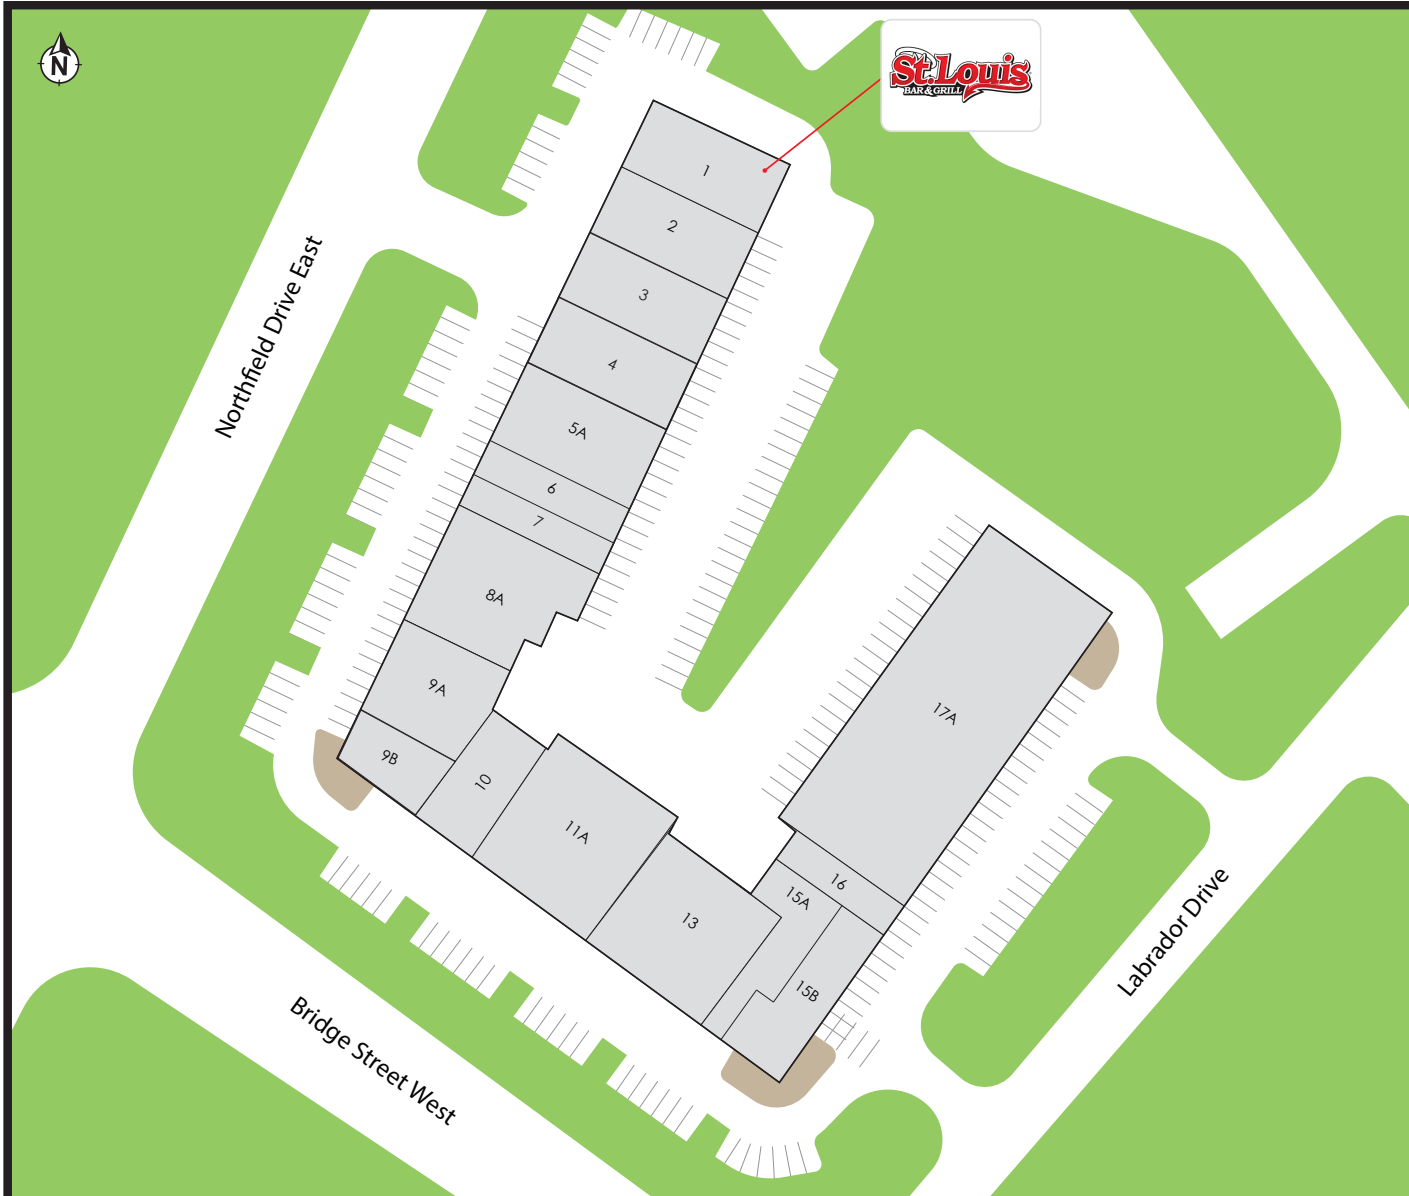 N
St.Louis
BAR & GRILL
1
2
3
4
5A
6
7
8A
9A
9B
10
11A
13
15A
15B
16
17A
Northfield Drive East
Bridge Street West
Labrador Drive